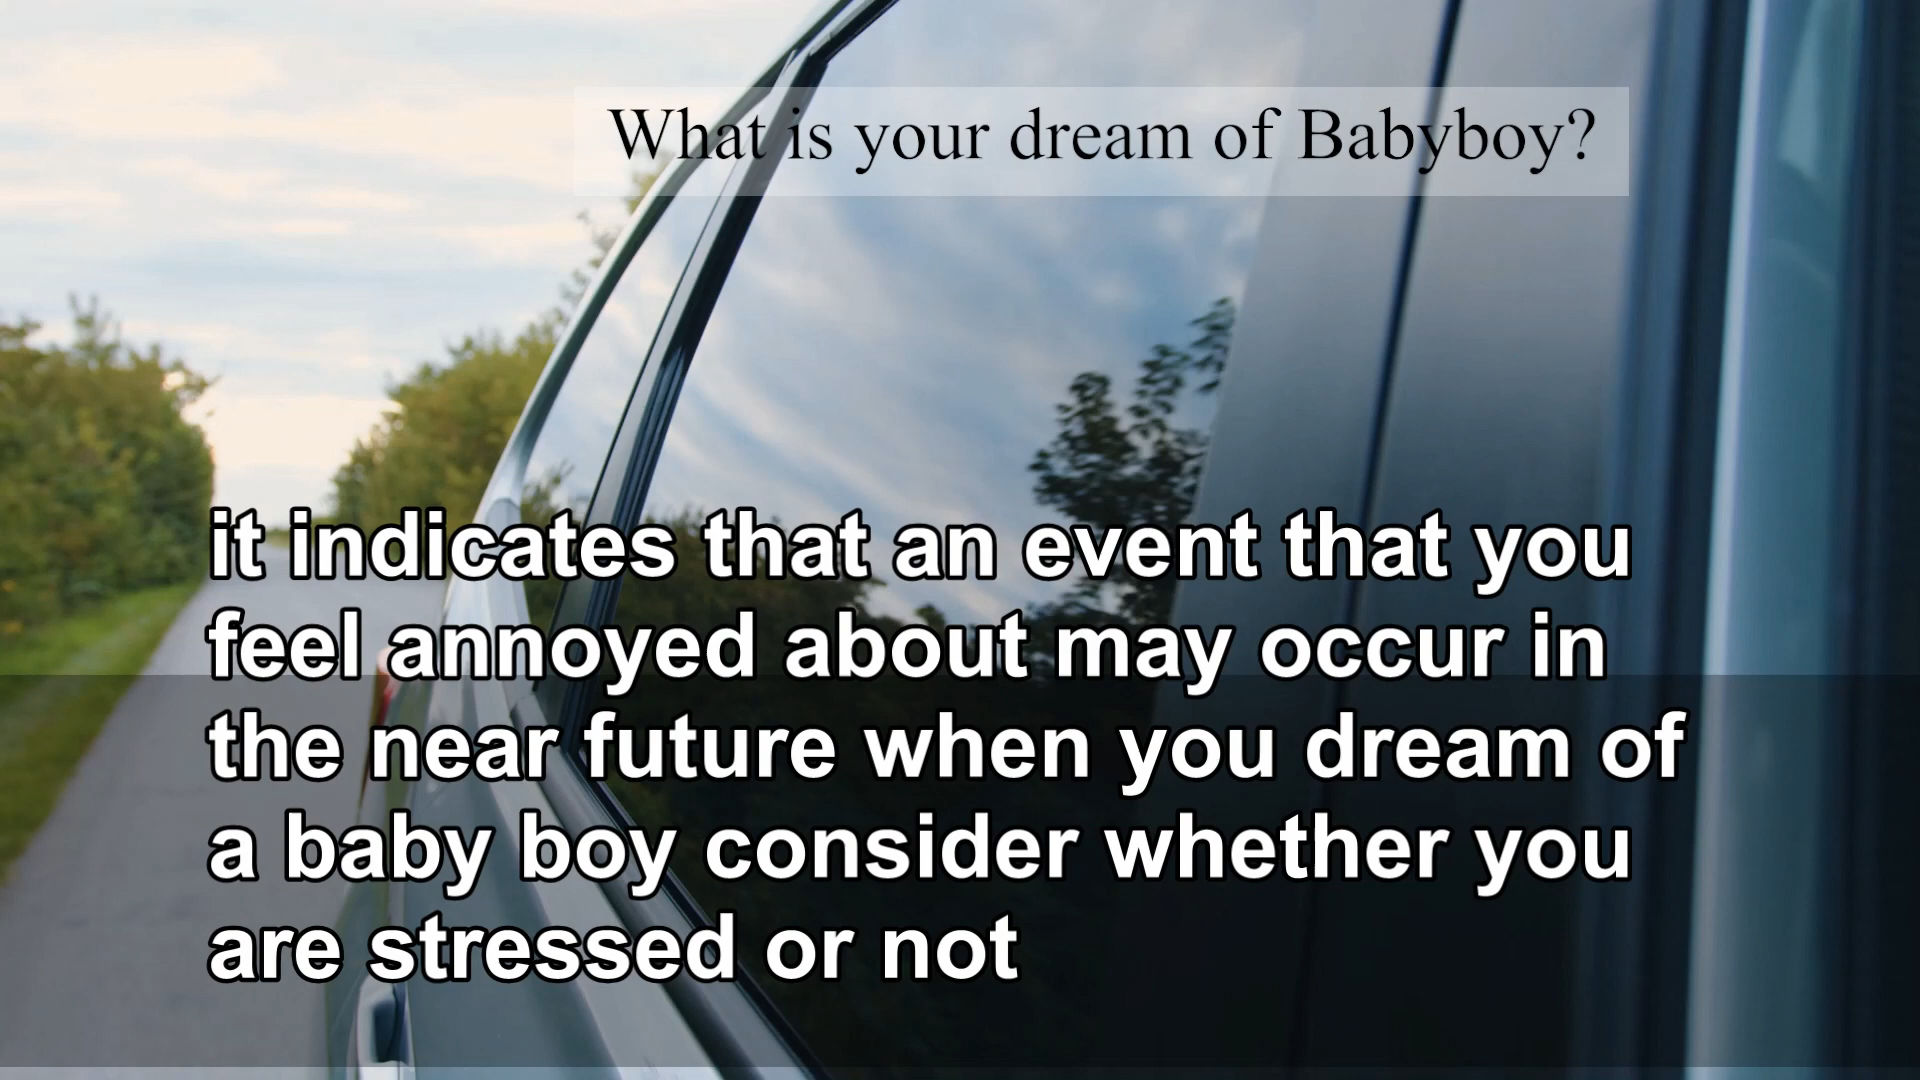 What is your dream of Babyboy?
it indicates that an event that you
feel annoyed about may occur in
the near future when you dream of
a baby boy consider whether you
are stressed or not